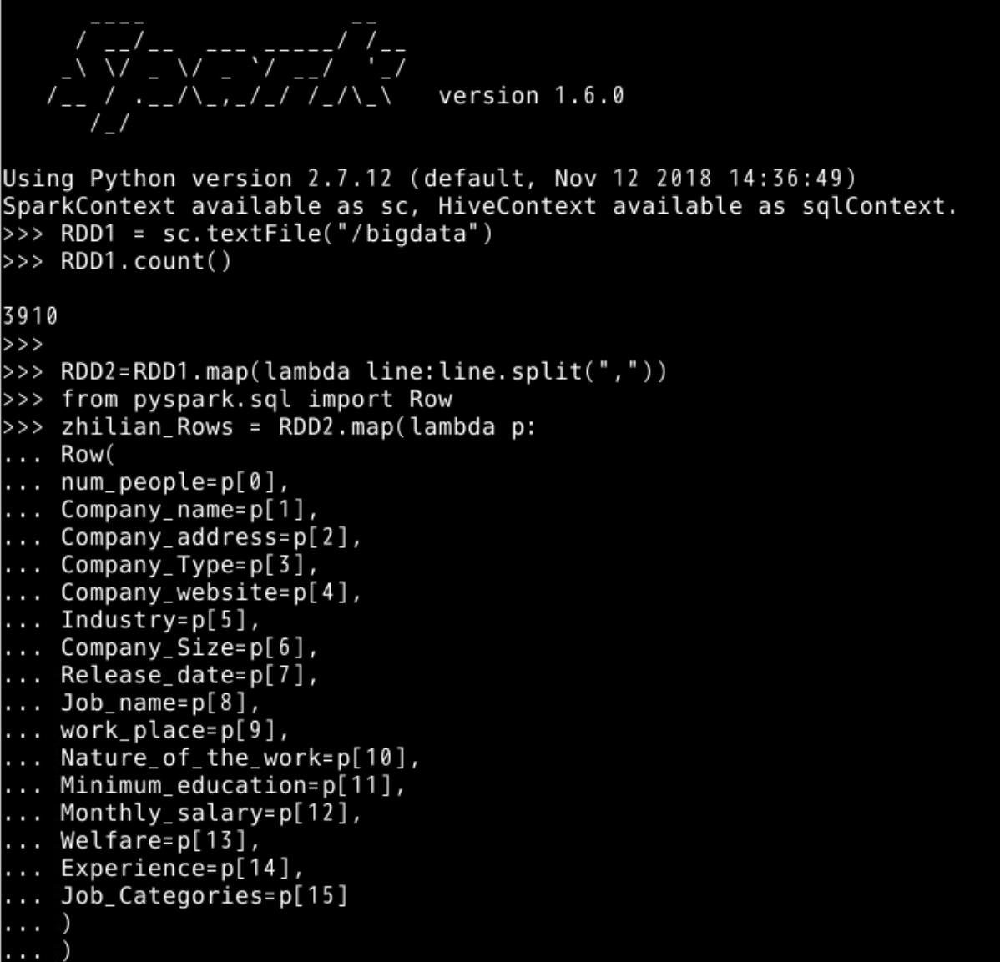 ____              __
     / __/__  ___ _____/ /__
    _\ \/ _ \/ _ `/ __/  '_/
   /__ / .__/\_,_/_/ /_/\_\   version 1.6.0
      /_/
Using Python version 2.7.12 (default, Nov 12 2018 14:36:49)
SparkContext available as sc, HiveContext available as sqlContext.
>>> RDD1 = sc.textFile("/bigdata")
>>> RDD1.count()
3910
>>>
>>> RDD2=RDD1.map(lambda line:line.split(","))
>>> from pyspark.sql import Row
>>> zhilian_Rows = RDD2.map(lambda p:
... Row(
... num_people=p[0],
... Company_name=p[1],
... Company_address=p[2],
... Company_Type=p[3],
... Company_website=p[4],
... Industry=p[5],
... Company_Size=p[6],
... Release_date=p[7],
... Job_name=p[8],
... work_place=p[9],
... Nature_of_the_work=p[10],
... Minimum_education=p[11],
... Monthly_salary=p[12],
... Welfare=p[13],
... Experience=p[14],
... Job_Categories=p[15]
... )
... )